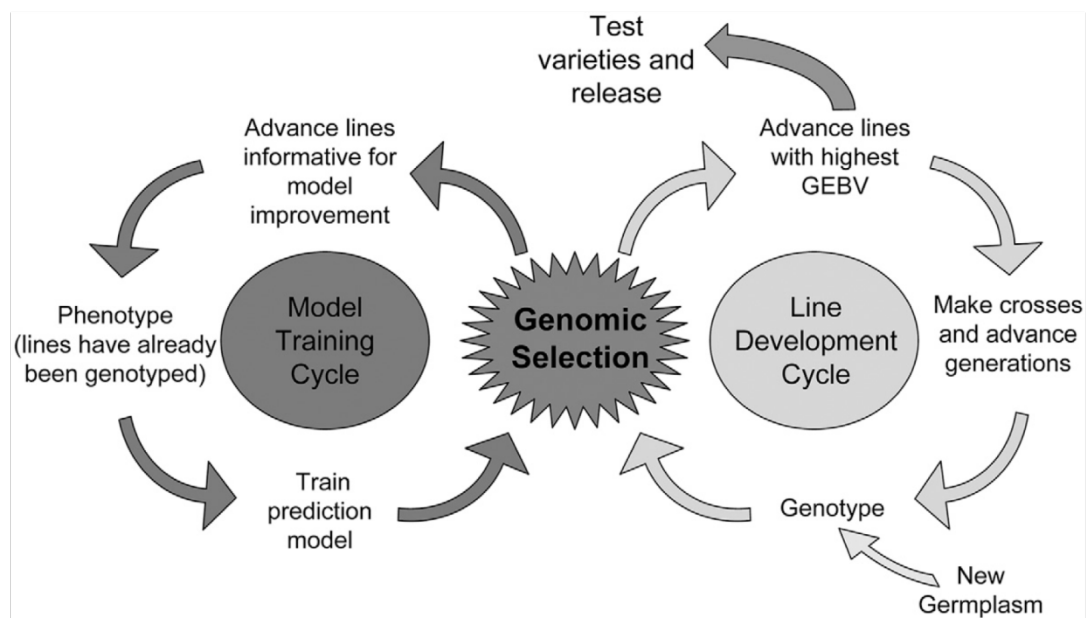 Test
varieties and
release
Advance lines
informative for
model
improvement
Advance lines
with highest
GEBV
Phenotype
(lines have already
been genotyped)
Model
Training
Cycle
Genomic
Selection
Line
Development
Cycle
Make crosses
and advance
generations
Train
prediction
model
Genotype
New
Germplasm